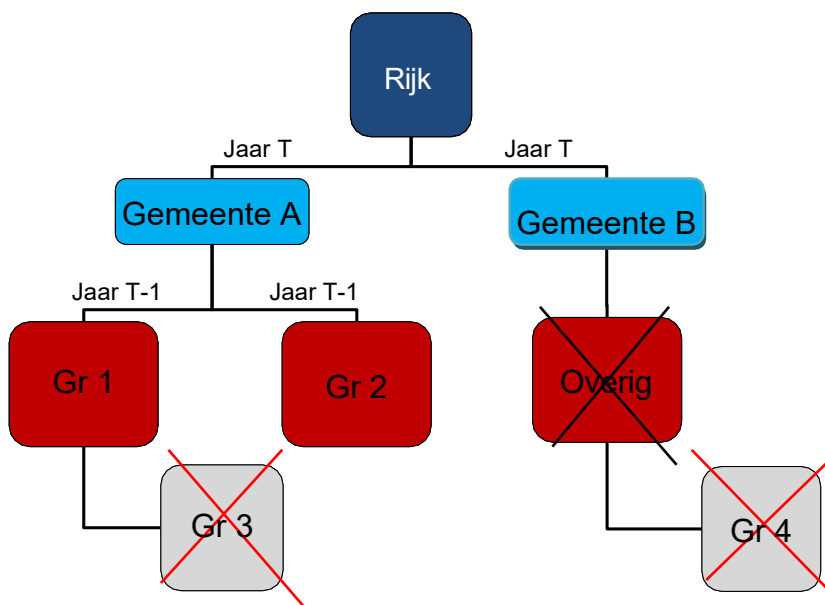 Rijk
Jaar T
Jaar T
Gemeente A
Gemeente B
Jaar T-1
Jaar T-1
Gr 1
Gr 2
Overig
Gr 3
Gr 4